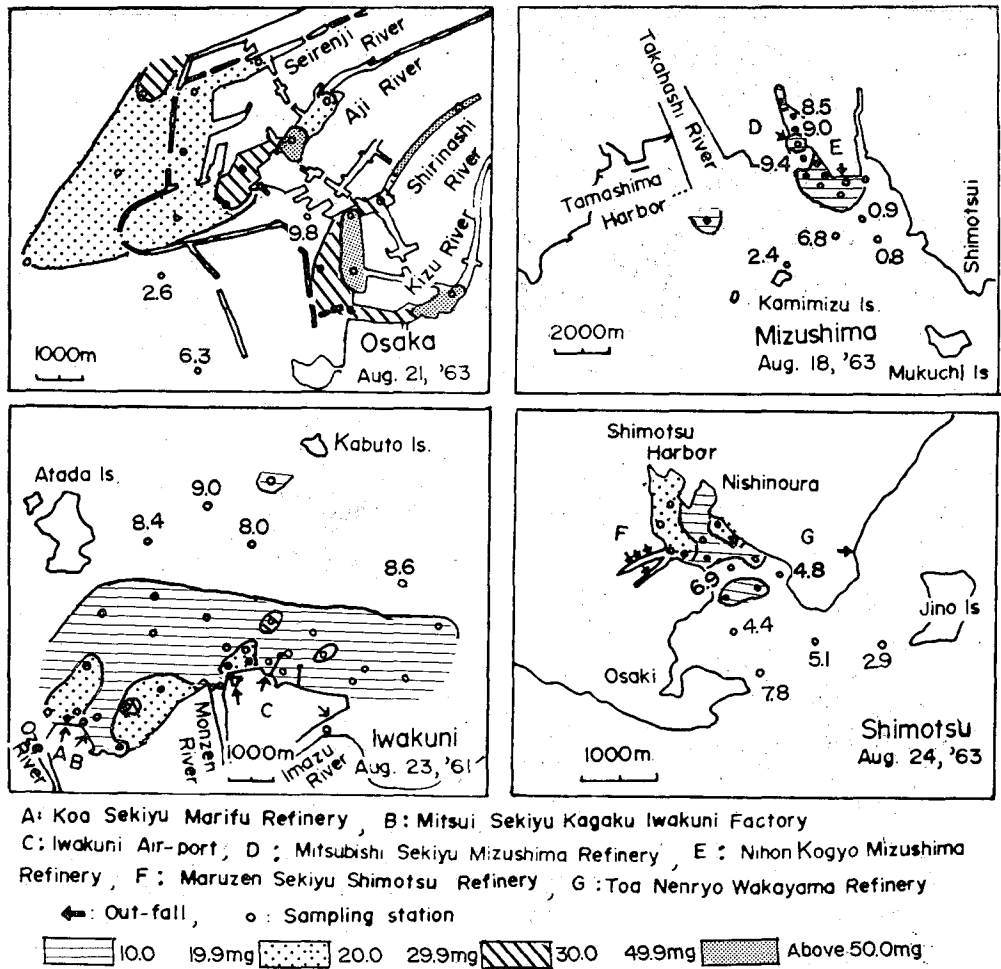 Seirenji River
Aji River
Shirinashi River
Kizu River
9.8
2.6
6.3
1000m
Osaka
Aug. 21, '63
Takahashi River
Tamashima Harbor
D
E
8.5
9.0
9.4
0.9
0.8
6.8
2.4
Shimotsui
Kamimizu Is.
2000m
Mizushima
Aug. 18, '63
Mukuchi Is
Kabuto Is.
Atada Is.
9.0
8.4
8.0
8.6
Oze River
A
B
Monzen River
C
1000m
Imazu River
Iwakuni
Aug. 23, '61
Shimotsu Harbor
Nishinoura
F
G
6.9
4.8
4.4
5.1
2.9
7.8
Jino Is
Osaki
1000m
Shimotsu
Aug. 24, '63
A: Koa Sekiyu Marifu Refinery , B: Mitsui Sekiyu Kagaku Iwakuni Factory
C: Iwakuni Air-port, D : Mitsubishi Sekiyu Mizushima Refinery , E : Nihon Kogyo Mizushima
Refinery , F : Maruzen Sekiyu Shimotsu Refinery , G : Toa Nenryo Wakayama Refinery
: Out-fall , o : Sampling station
10.0 19.9mg 20.0 29.9mg 30.0 49.9mg Above 50.0mg